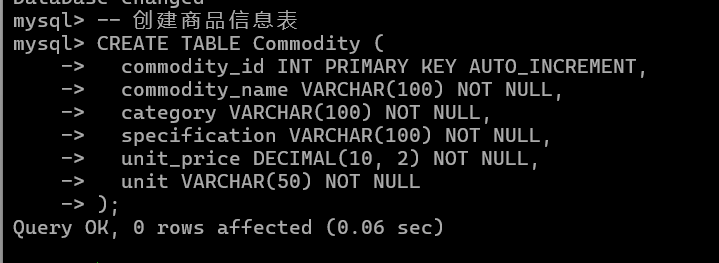 Database changed
mysql> -- 创建商品信息表
mysql> CREATE TABLE Commodity (
    ->   commodity_id INT PRIMARY KEY AUTO_INCREMENT,
    ->   commodity_name VARCHAR(100) NOT NULL,
    ->   category VARCHAR(100) NOT NULL,
    ->   specification VARCHAR(100) NOT NULL,
    ->   unit_price DECIMAL(10, 2) NOT NULL,
    ->   unit VARCHAR(50) NOT NULL
    -> );
Query OK, 0 rows affected (0.06 sec)